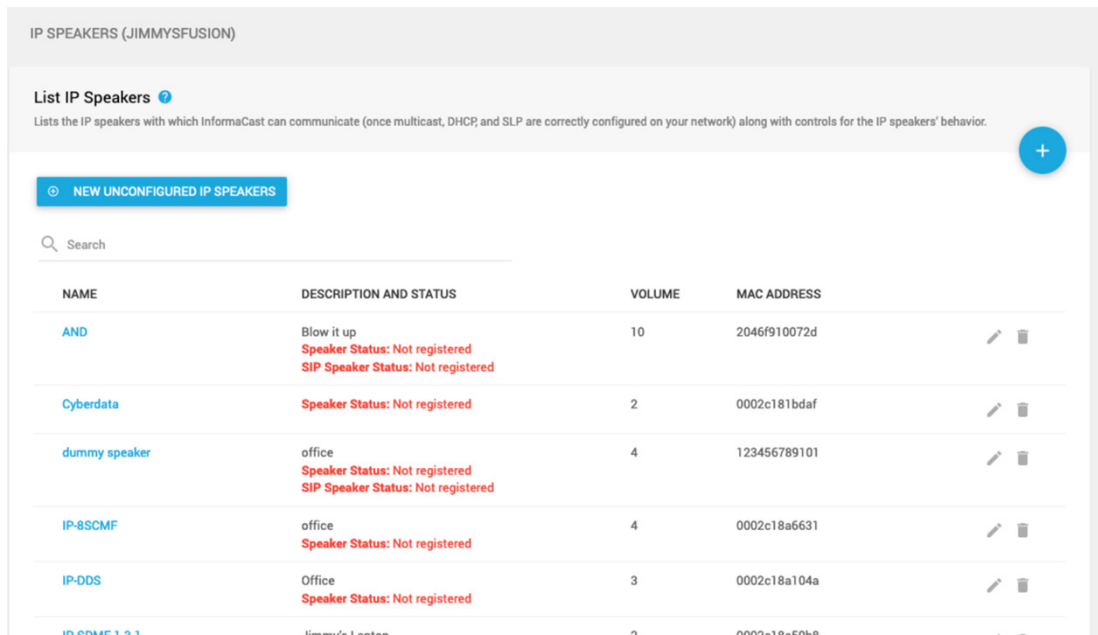 IP SPEAKERS (JIMMYSFUSION)
List IP Speakers ?
Lists the IP speakers with which InformaCast can communicate (once multicast, DHCP, and SLP are correctly configured on your network) along with controls for the IP speakers' behavior.
+
NEW UNCONFIGURED IP SPEAKERS
Search
NAME DESCRIPTION AND STATUS VOLUME MAC ADDRESS
AND Blow it up 10 2046f910072d
Speaker Status: Not registered
SIP Speaker Status: Not registered
Cyberdata Speaker Status: Not registered 2 0002c181bdaf
dummy speaker office 4 123456789101
Speaker Status: Not registered
SIP Speaker Status: Not registered
IP-8SCMF office 4 0002c18a6631
Speaker Status: Not registered
IP-DDS Office 3 0002c18a104a
Speaker Status: Not registered
Jimmy's Laptop 2